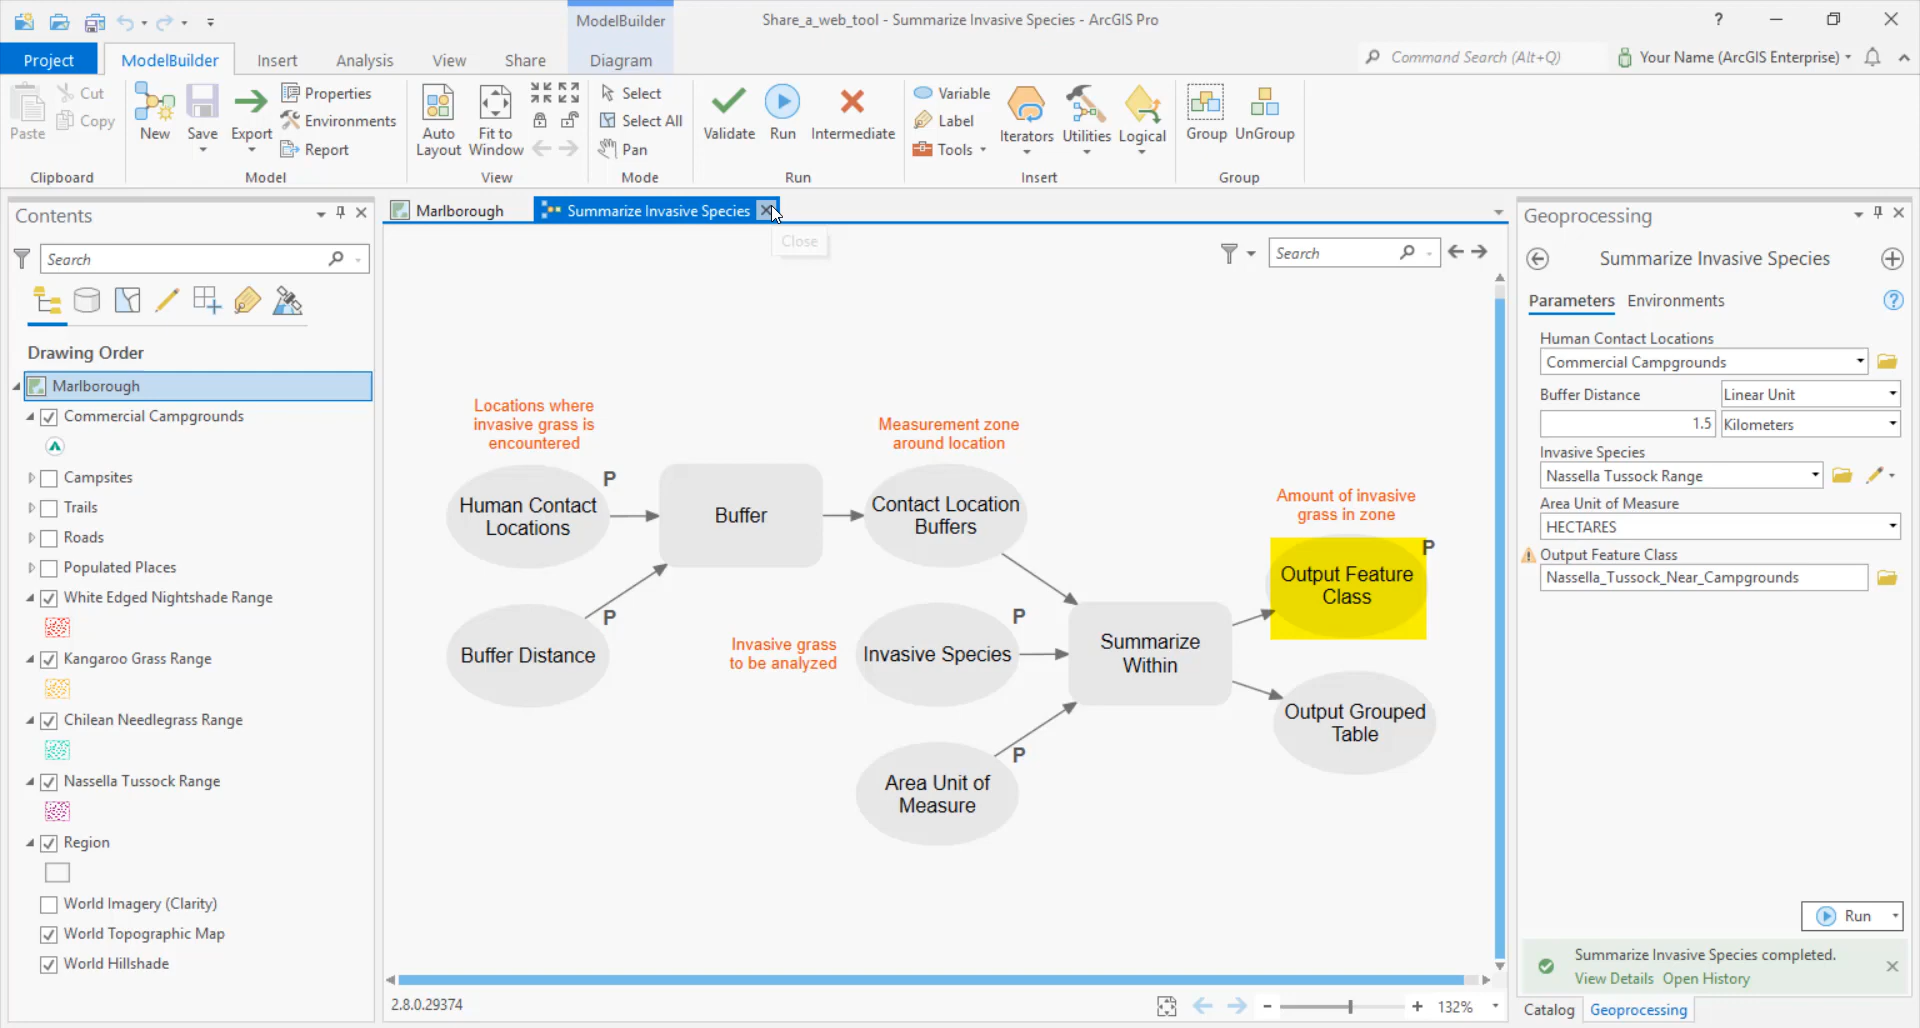 ModelBuilder
Share_a_web_tool - Summarize Invasive Species - ArcGIS Pro
?
Project
ModelBuilder
Insert
Analysis
View
Share
Diagram
Command Search (Alt+Q)
Your Name (ArcGIS Enterprise)
Paste
Cut
Copy
Clipboard
New
Save
Export
Properties
Environments
Report
Model
Auto
Layout
Fit to
Window
View
Select
Select All
Pan
Mode
Validate
Run
Intermediate
Run
Variable
Label
Tools
Iterators
Utilities
Logical
Insert
Group
UnGroup
Group
Contents
Search
Drawing Order
Marlborough
Commercial Campgrounds
Campsites
Trails
Roads
Populated Places
White Edged Nightshade Range
Kangaroo Grass Range
Chilean Needlegrass Range
Nassella Tussock Range
Region
World Imagery (Clarity)
World Topographic Map
World Hillshade
Marlborough
Summarize Invasive Species
Close
Search
Locations where
invasive grass is
encountered
Human Contact
Locations
P
Buffer
Measurement zone
around location
Contact Location
Buffers
Buffer Distance
P
Invasive grass
to be analyzed
Invasive Species
P
Area Unit of
Measure
P
Summarize
Within
Amount of invasive
grass in zone
Output Feature
Class
P
Output Grouped
Table
2.8.0.29374
132%
Geoprocessing
Summarize Invasive Species
Parameters
Environments
?
Human Contact Locations
Commercial Campgrounds
Buffer Distance
Linear Unit
1.5
Kilometers
Invasive Species
Nassella Tussock Range
Area Unit of Measure
HECTARES
Output Feature Class
Nassella_Tussock_Near_Campgrounds
Run
Summarize Invasive Species completed.
View Details Open History
Catalog
Geoprocessing